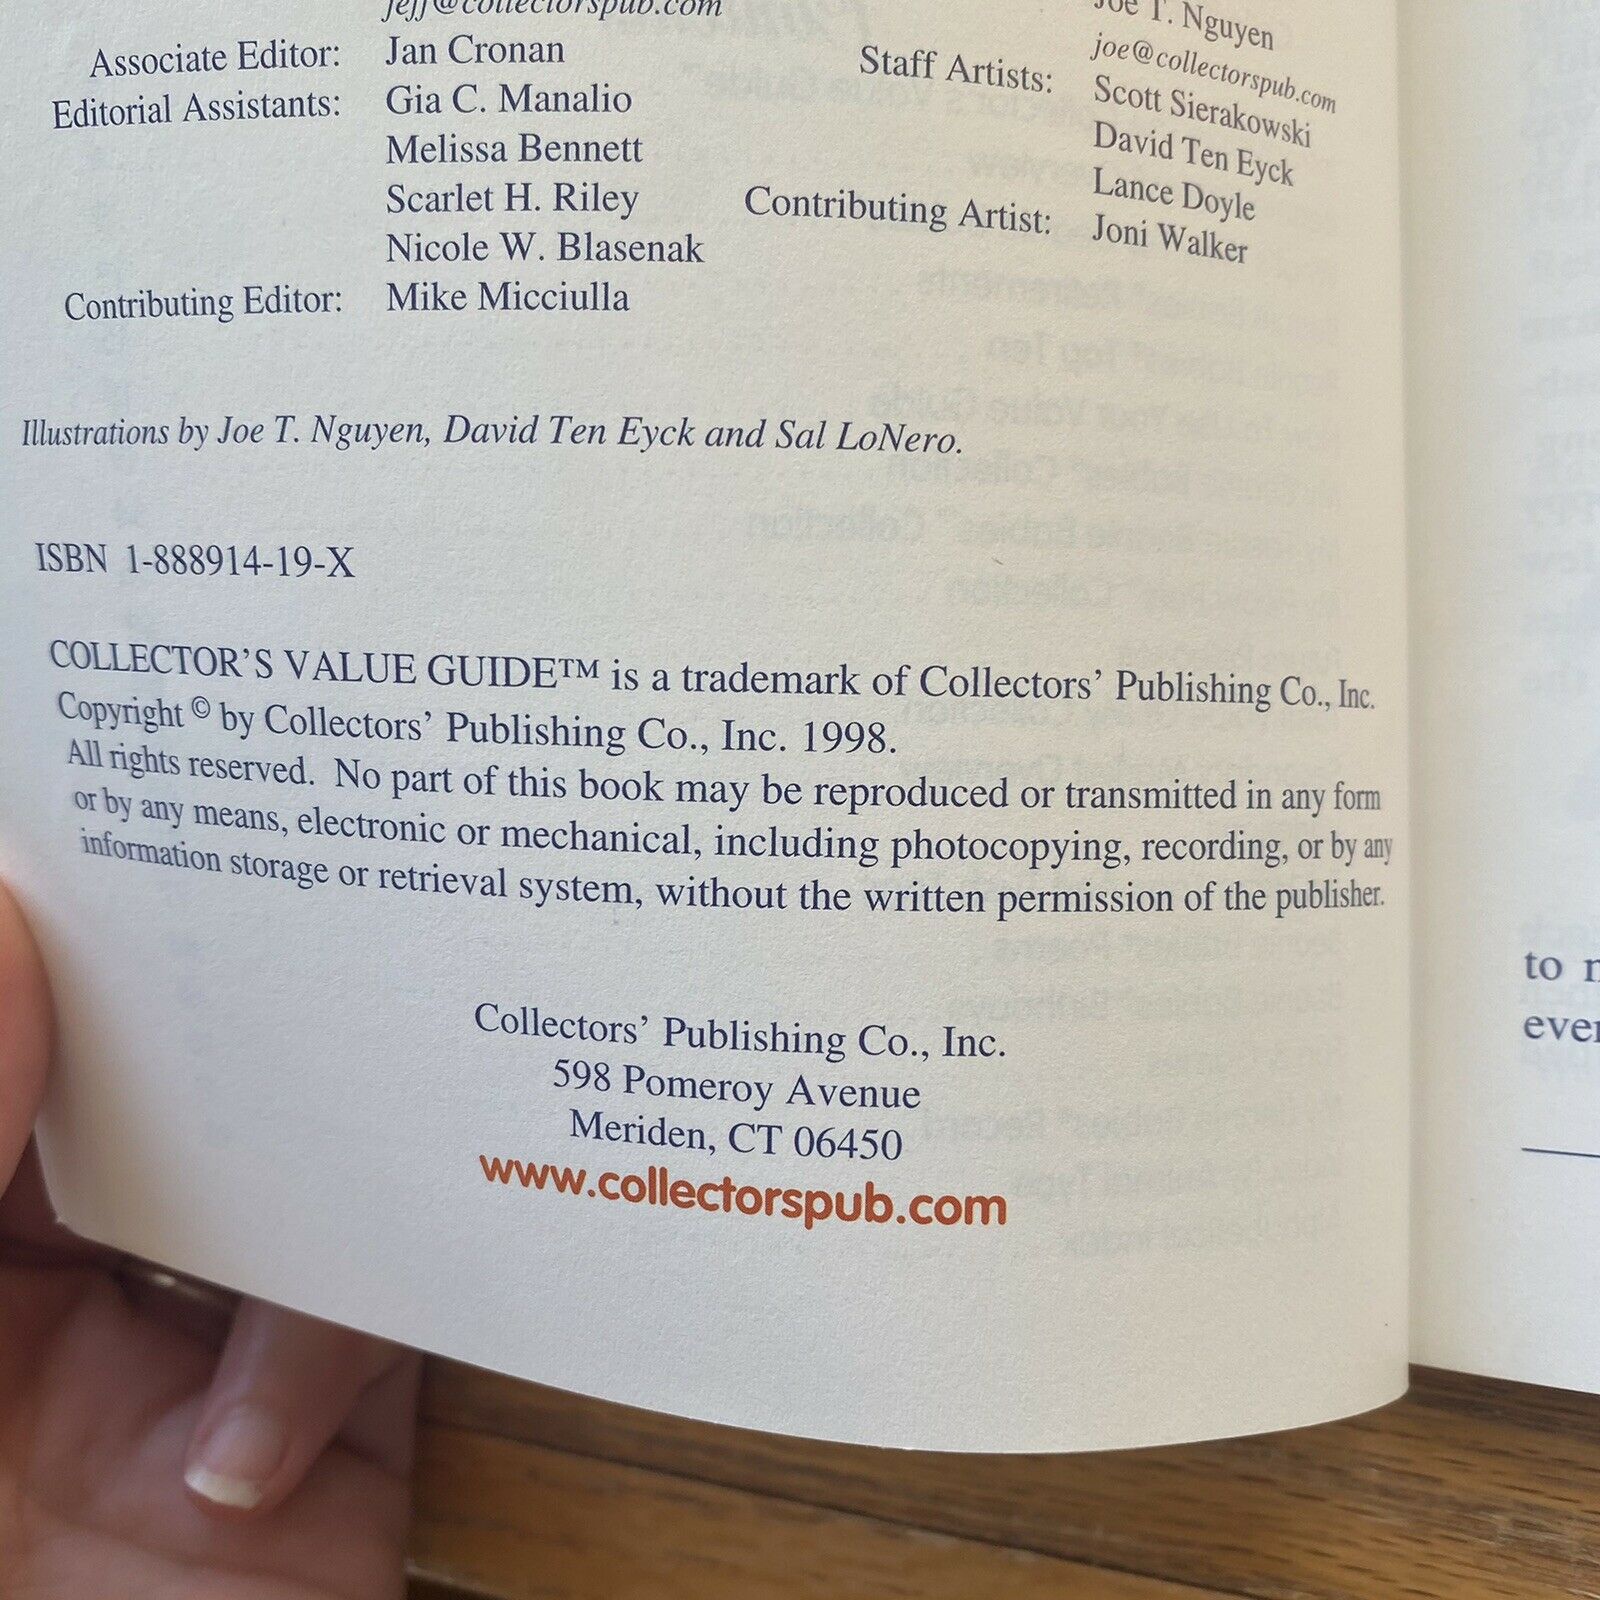 jeff@collectorspub.com
Associate Editor: Jan Cronan
Editorial Assistants: Gia C. Manalio
Melissa Bennett
Scarlet H. Riley
Nicole W. Blasenak
Contributing Editor: Mike Micciulla
Joe T. Nguyen
joe@collectorspub.com
Staff Artists: Scott Sierakowski
David Ten Eyck
Lance Doyle
Contributing Artist: Joni Walker
Illustrations by Joe T. Nguyen, David Ten Eyck and Sal LoNero.
ISBN 1-888914-19-X
COLLECTOR'S VALUE GUIDE™ is a trademark of Collectors' Publishing Co., Inc.
Copyright © by Collectors' Publishing Co., Inc. 1998.
All rights reserved. No part of this book may be reproduced or transmitted in any form
or by any means, electronic or mechanical, including photocopying, recording, or by any
information storage or retrieval system, without the written permission of the publisher.
Collectors' Publishing Co., Inc.
598 Pomeroy Avenue
Meriden, CT 06450
www.collectorspub.com
to